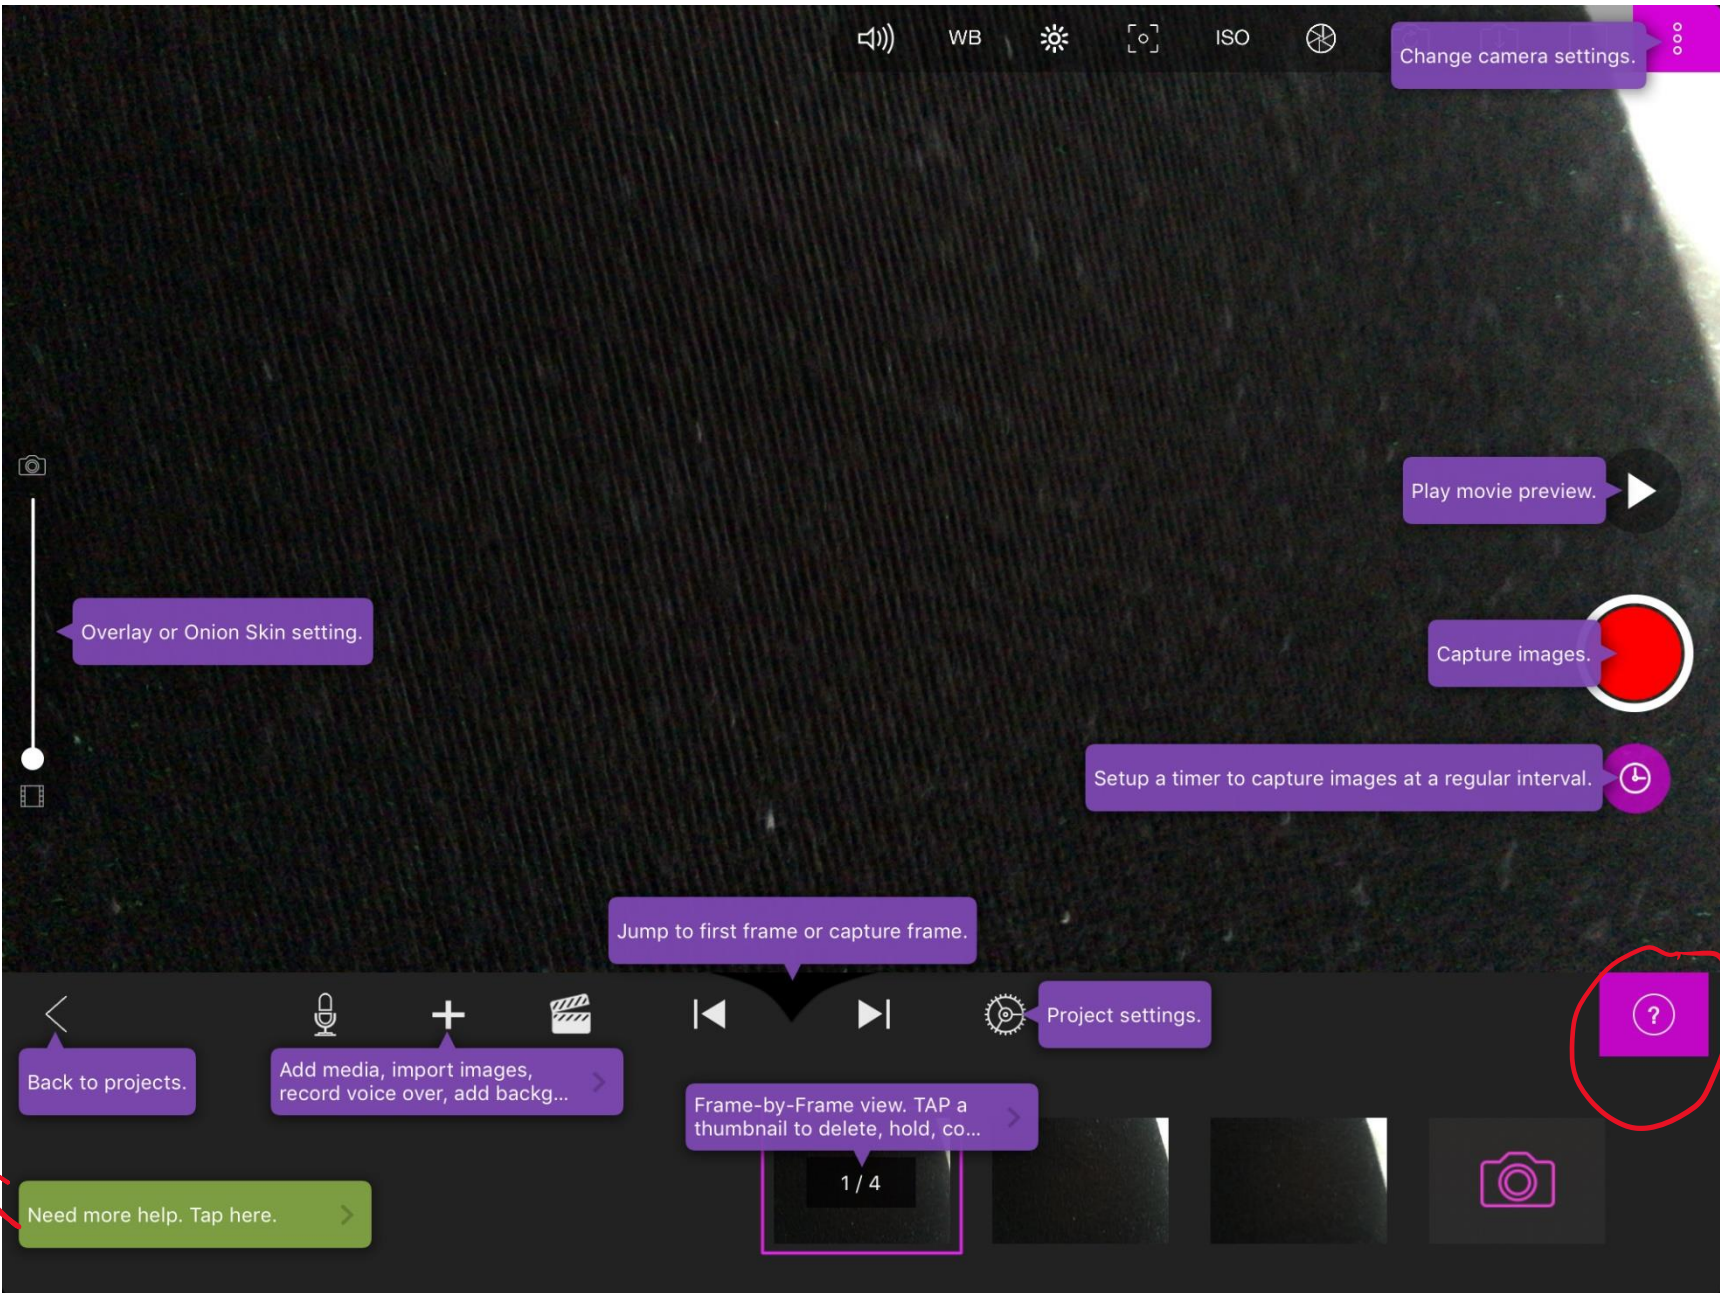 WB
ISO
Change camera settings.
Play movie preview.
Overlay or Onion Skin setting.
Capture images.
Setup a timer to capture images at a regular interval.
Jump to first frame or capture frame.
Project settings.
?
Back to projects.
Add media, import images,
record voice over, add backg...
Frame-by-Frame view. TAP a
thumbnail to delete, hold, co...
1 / 4
Need more help. Tap here.